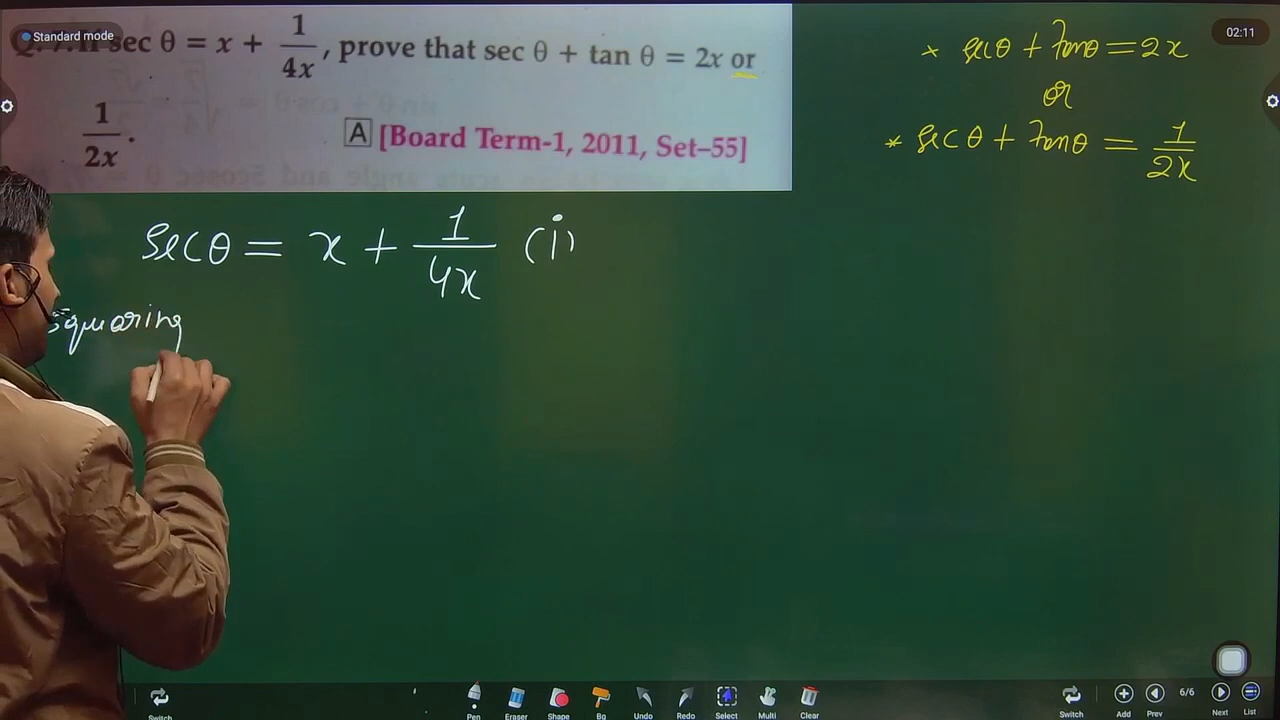 Standard mode
Q. 7. If sec θ = x + 1/4x, prove that sec θ + tan θ = 2x or
1/2x.
A [Board Term-1, 2011, Set–55]
* secθ + tanθ = 2x
or
* secθ + tanθ = 1/2x
02:11
secθ = x + 1/4x (i)
Squaring
Switch
Pen Eraser Shape Bg Undo Redo Select Multi Clear
Switch Add Prev 6/6 Next List